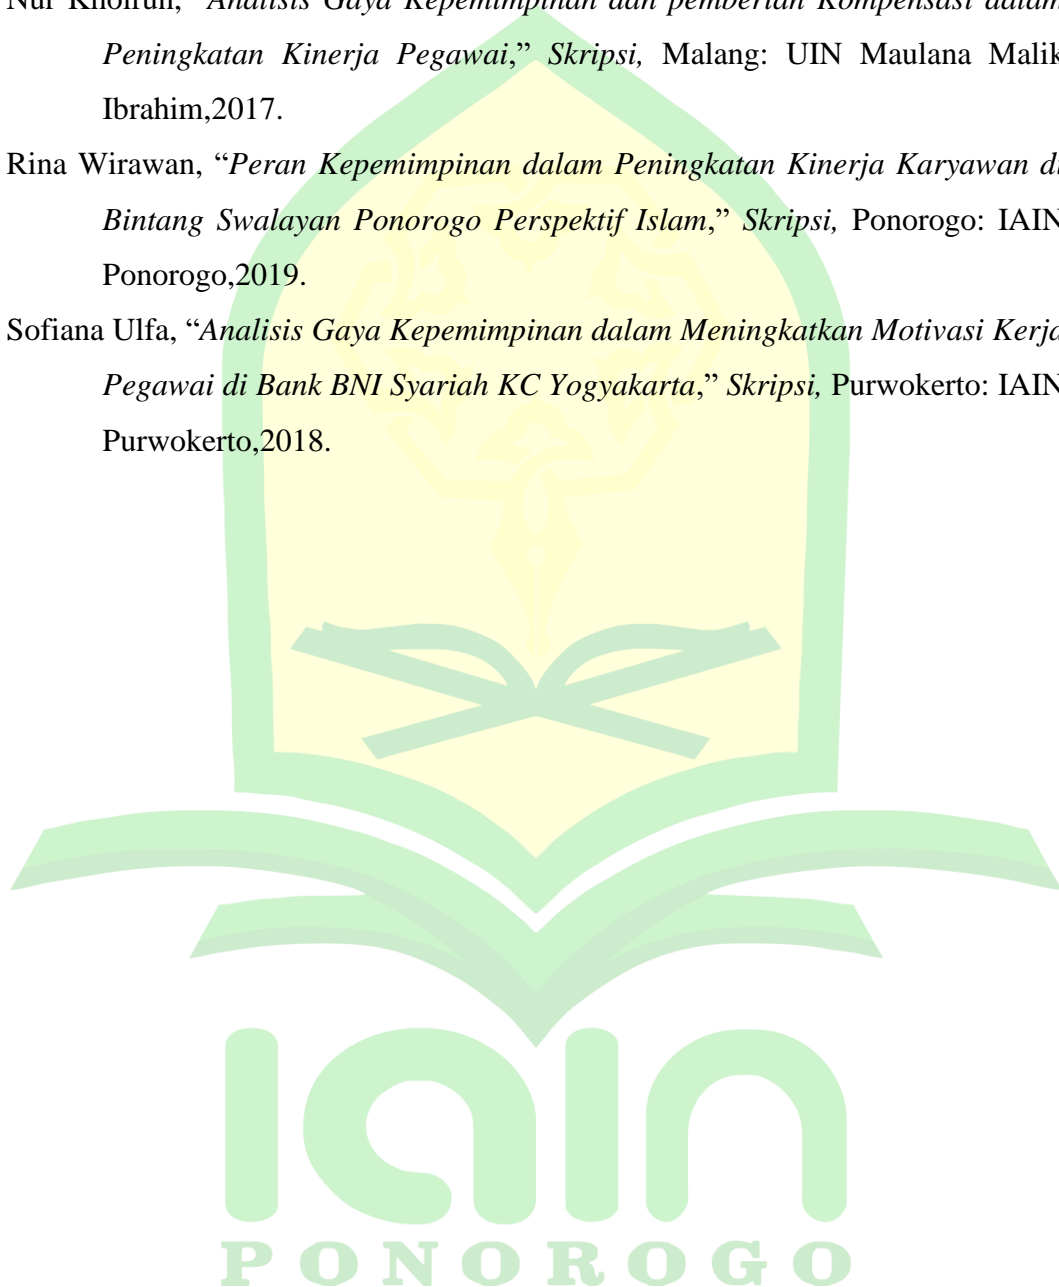 Nur Khoirun, “Analisis Gaya Kepemimpinan dan pemberian Kompensasi dalam
Peningkatan Kinerja Pegawai,” Skripsi, Malang: UIN Maulana Malik
Ibrahim,2017.
Rina Wirawan, “Peran Kepemimpinan dalam Peningkatan Kinerja Karyawan di
Bintang Swalayan Ponorogo Perspektif Islam,” Skripsi, Ponorogo: IAIN
Ponorogo,2019.
Sofiana Ulfa, “Analisis Gaya Kepemimpinan dalam Meningkatkan Motivasi Kerja
Pegawai di Bank BNI Syariah KC Yogyakarta,” Skripsi, Purwokerto: IAIN
Purwokerto,2018.
iain
PONOROGO